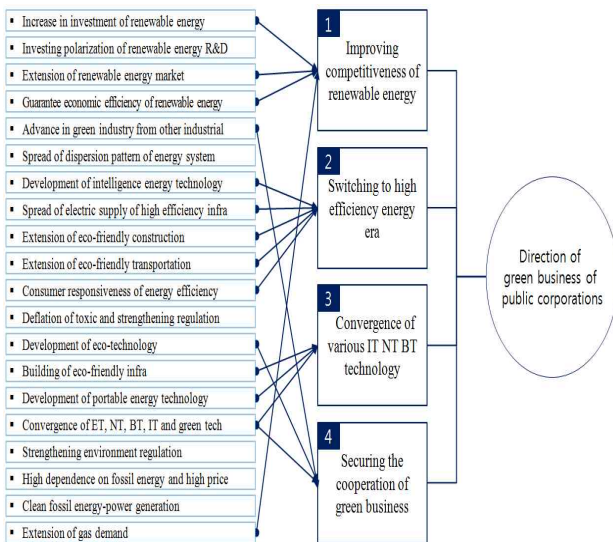 ▪ Increase in investment of renewable energy
▪ Investing polarization of renewable energy R&D
▪ Extension of renewable energy market
▪ Guarantee economic efficiency of renewable energy
▪ Advance in green industry from other industrial
▪ Spread of dispersion pattern of energy system
▪ Development of intelligence energy technology
▪ Spread of electric supply of high efficiency infra
▪ Extension of eco-friendly construction
▪ Extension of eco-friendly transportation
▪ Consumer responsiveness of energy efficiency
▪ Deflation of toxic and strengthening regulation
▪ Development of eco-technology
▪ Building of eco-friendly infra
▪ Development of portable energy technology
▪ Convergence of ET, NT, BT, IT and green tech
▪ Strengthening environment regulation
▪ High dependence on fossil energy and high price
▪ Clean fossil energy-power generation
▪ Extension of gas demand
1
Improving
competitiveness of
renewable energy
2
Switching to high
efficiency energy
era
3
Convergence of
various IT NT BT
technology
4
Securing the
cooperation of
green business
Direction of
green business of
public corporations